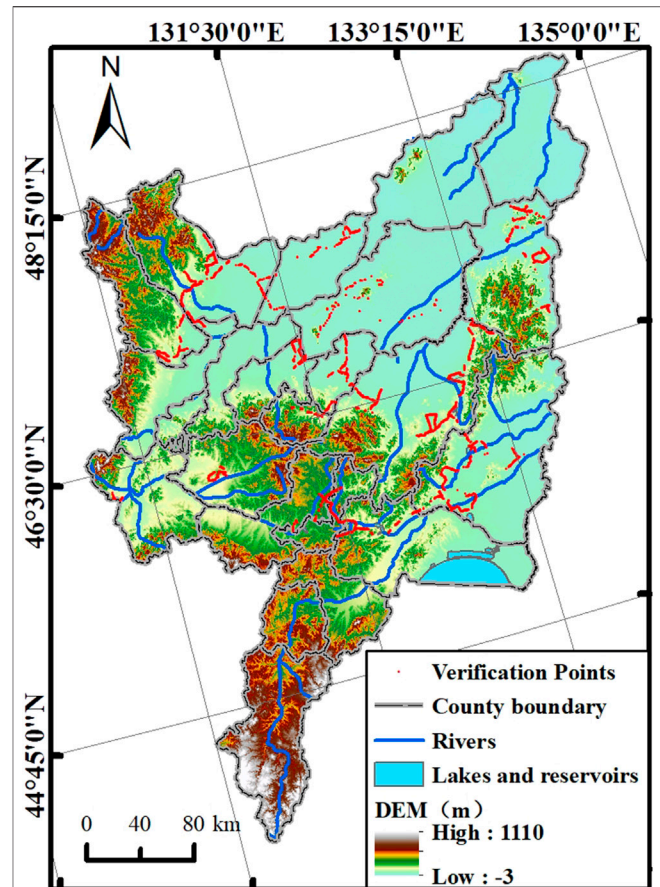 131°30'0"E 133°15'0"E 135°0'0"E
N
48°15'0"N
46°30'0"N
44°45'0"N
Verification Points
County boundary
Rivers
Lakes and reservoirs
DEM（m）
High : 1110
Low : -3
0 40 80 km